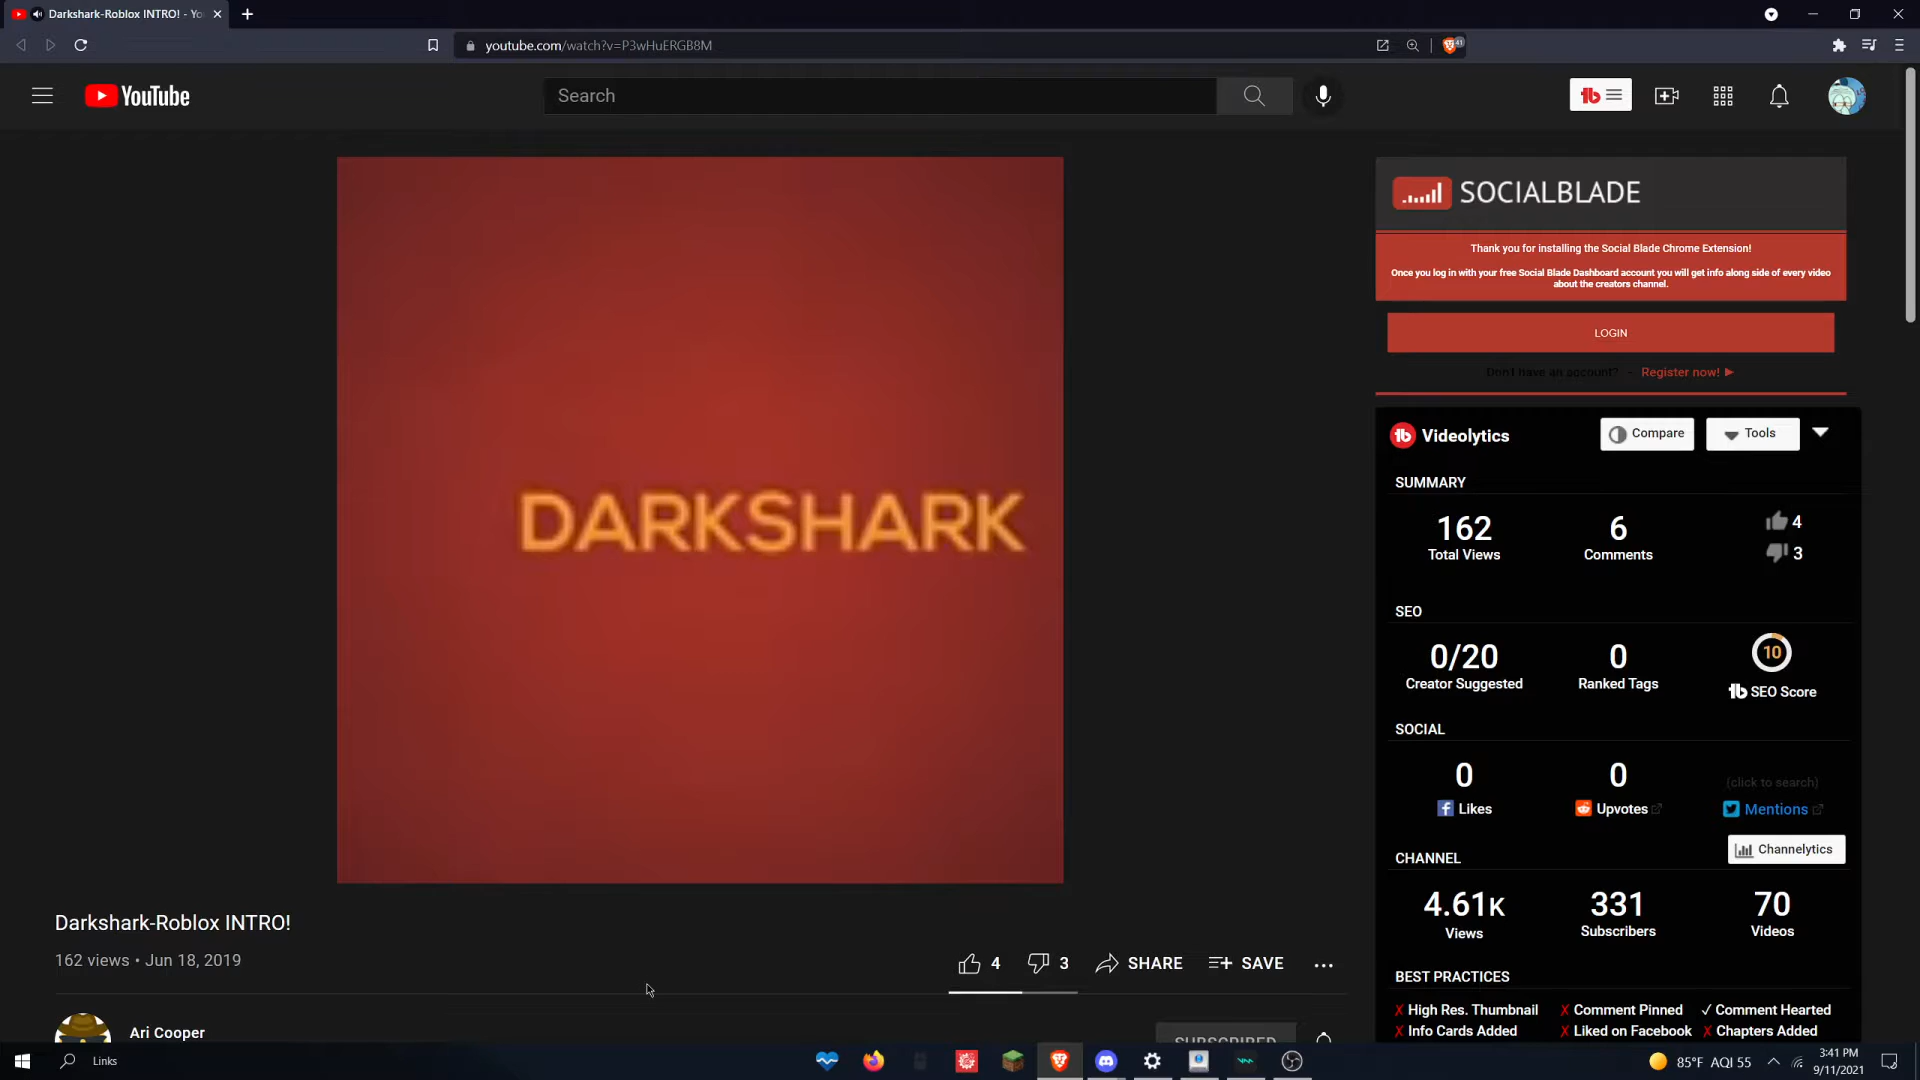 Darkshark-Roblox INTRO! - Yo
youtube.com/watch?v=P3wHuERGB8M
41
YouTube
Search
SOCIALBLADE
Thank you for installing the Social Blade Chrome Extension!
Once you log in with your free Social Blade Dashboard account you will get info along side of every video
about the creators channel.
LOGIN
Don't have an account? - Register now!
DARKSHARK
Videolytics
Compare
Tools
SUMMARY
162
6
4
Total Views
Comments
3
SEO
0/20
0
10
Creator Suggested
Ranked Tags
SEO Score
SOCIAL
0
0
(click to search)
Likes
Upvotes
Mentions
CHANNEL
Channelytics
4.61K
331
70
Views
Subscribers
Videos
BEST PRACTICES
✗ High Res. Thumbnail
✗ Comment Pinned
✓ Comment Hearted
✗ Info Cards Added
✗ Liked on Facebook
✗ Chapters Added
Darkshark-Roblox INTRO!
162 views • Jun 18, 2019
4
3
SHARE
SAVE
Ari Cooper
SUBSCRIBED
Links
85°F AQI 55
3:41 PM
9/11/2021